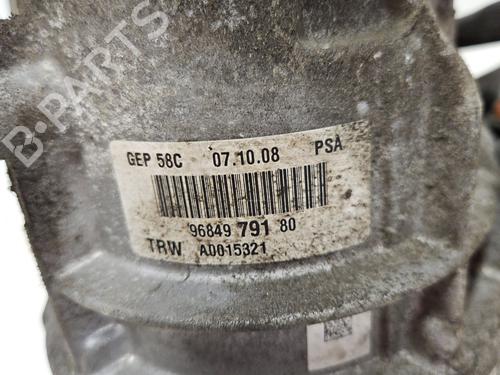 B-PARTS
GEP 58C 07.10.08 PSA
96849 791 80
TRW A0015321